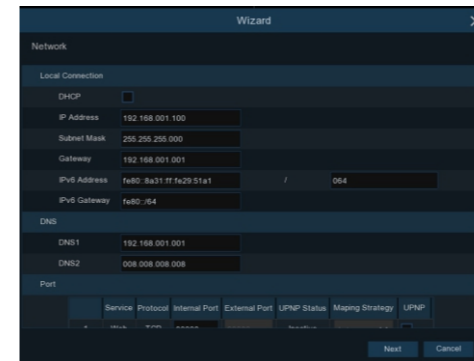 Wizard
Network
Local Connection
DHCP
IP Address 192.168.001.100
Subnet Mask 255.255.255.000
Gateway 192.168.001.001
IPv6 Address fe80::8a31:ff:fe29:51a1 / 064
IPv6 Gateway fe80::/64
DNS
DNS1 192.168.001.001
DNS2 008.008.008.008
Port
Service Protocol Internal Port External Port UPNP Status Maping Strategy UPNP
Web TCP Inactive
Next Cancel